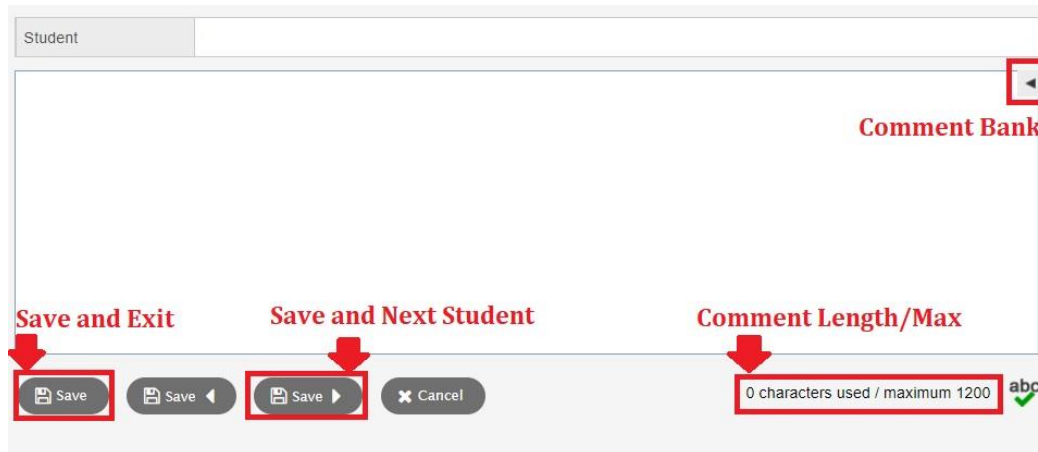 Student
Comment Bank
Save and Exit
Save and Next Student
Comment Length/Max
Save
Save
Save
Cancel
0 characters used / maximum 1200
abc